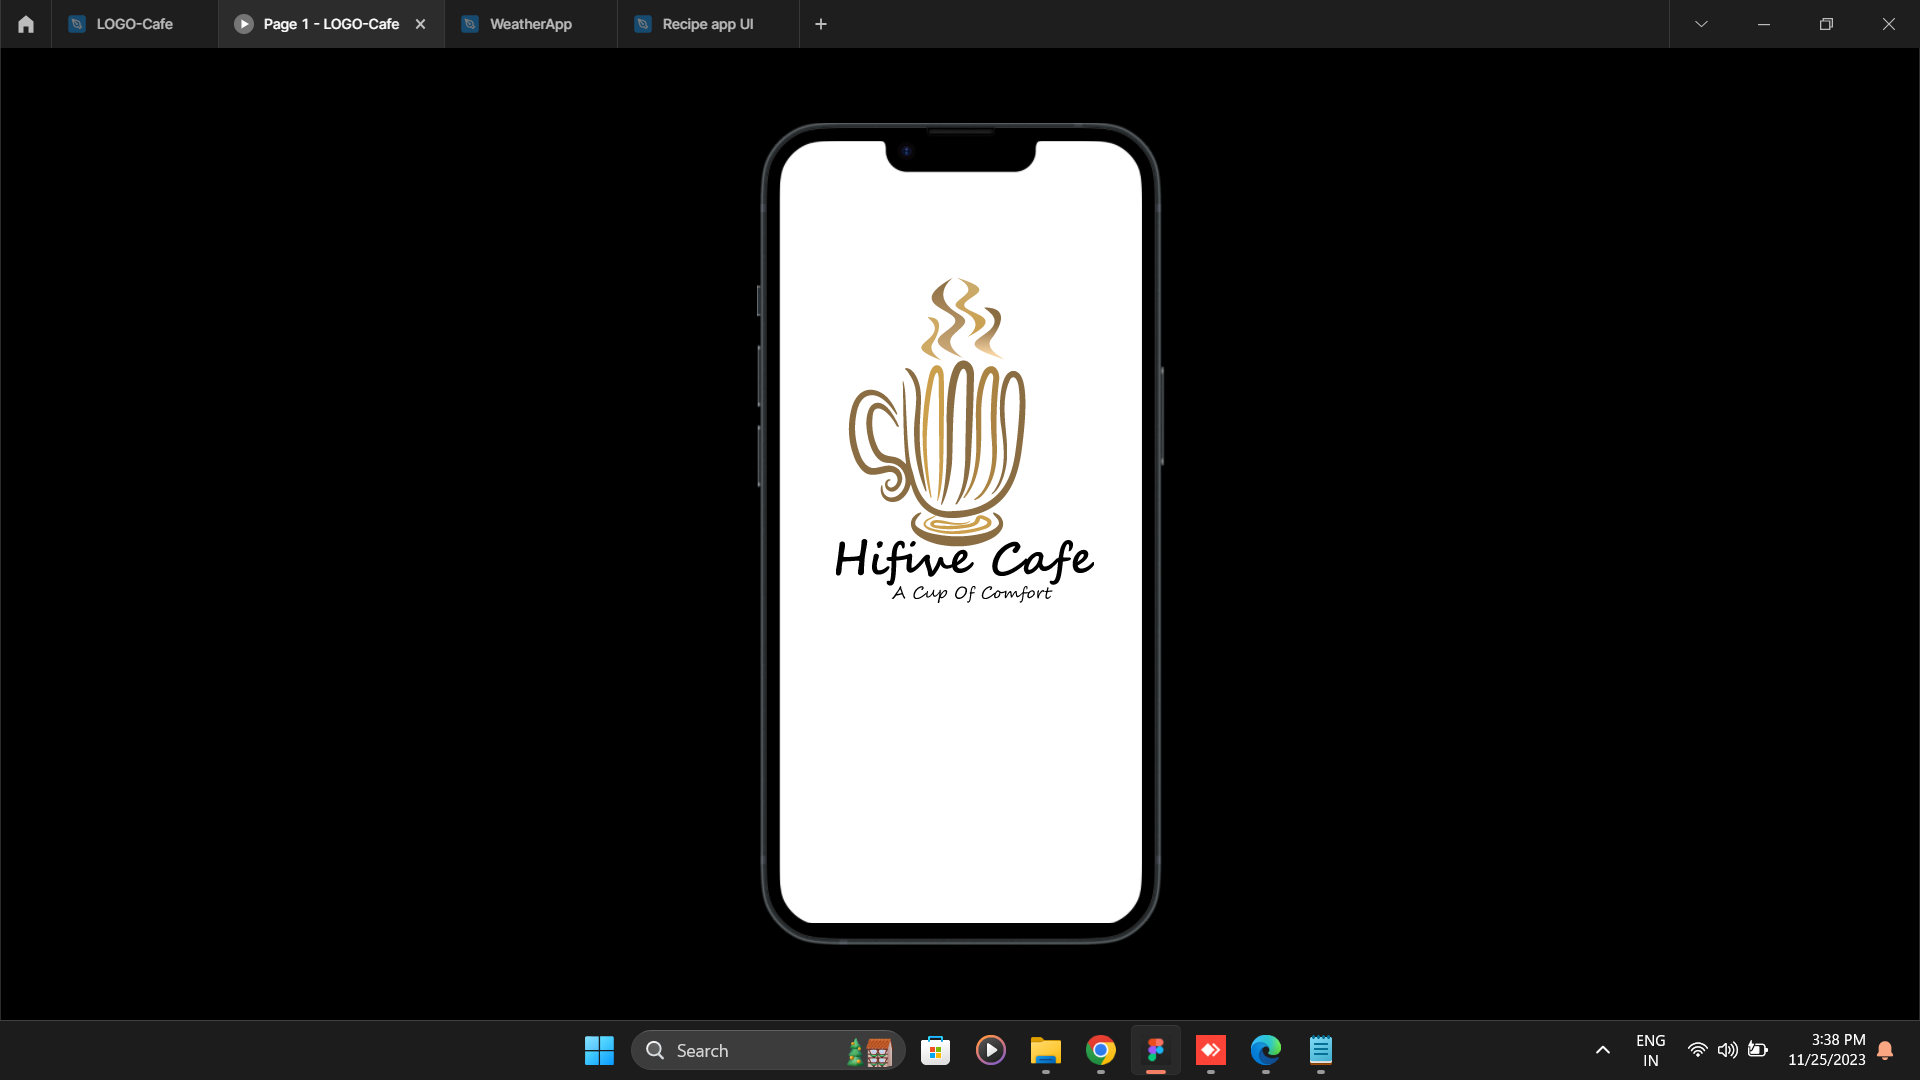 LOGO-Cafe
Page 1 - LOGO-Cafe
WeatherApp
Recipe app UI
Hifive Cafe
A Cup Of Comfort
Search
ENG
IN
3:38 PM
11/25/2023